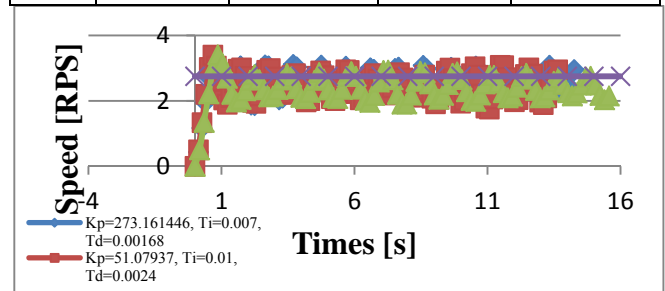 4
2
0
-4
1
6
11
16
Speed [RPS]
Times [s]
Kp=273.161446, Ti=0.007,
Td=0.00168
Kp=51.07937, Ti=0.01,
Td=0.0024